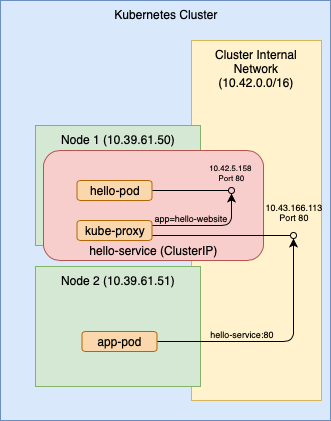 Kubernetes Cluster
Cluster Internal
Network
(10.42.0.0/16)
Node 1 (10.39.61.50)
10.42.5.158
Port 80
hello-pod
10.43.166.113
Port 80
app=hello-website
kube-proxy
hello-service (ClusterIP)
Node 2 (10.39.61.51)
hello-service:80
app-pod